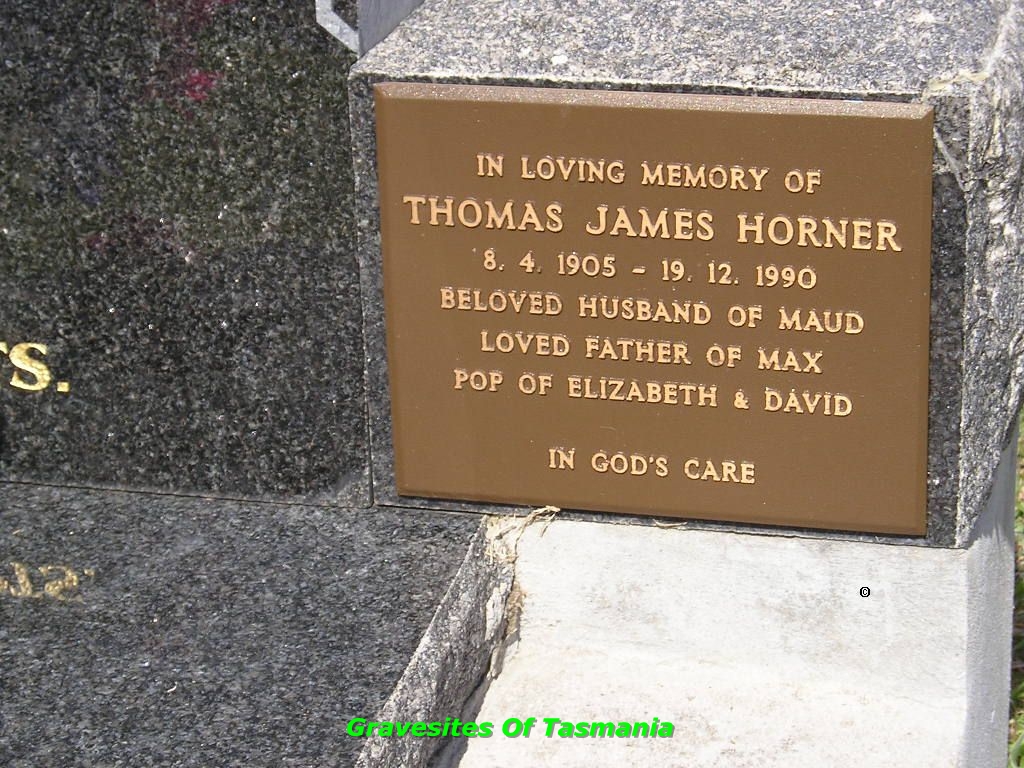 IN LOVING MEMORY OF
THOMAS JAMES HORNER
8. 4. 1905 – 19. 12. 1990
BELOVED HUSBAND OF MAUD
LOVED FATHER OF MAX
POP OF ELIZABETH & DAVID
IN GOD'S CARE
©
Gravesites Of Tasmania